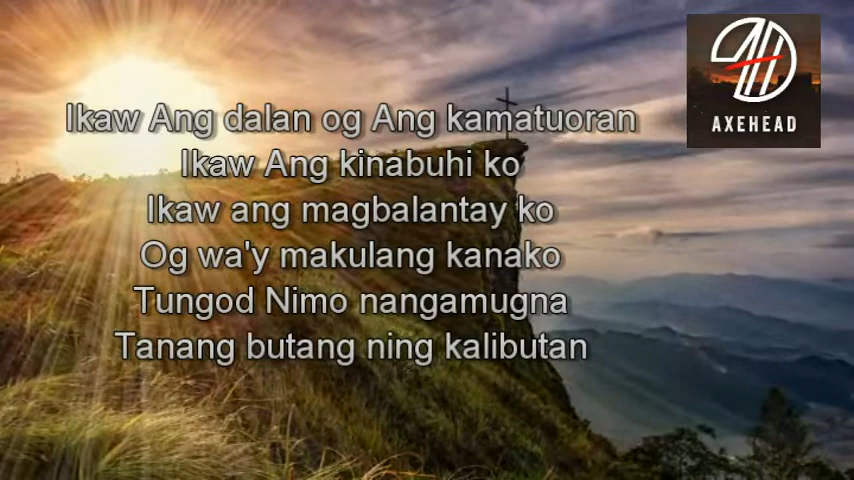 Ikaw Ang dalan og Ang kamatuoran
Ikaw Ang kinabuhi ko
Ikaw ang magbalantay ko
Og wa'y makulang kanako
Tungod Nimo nangamugna
Tanang butang ning kalibutan
AXEHEAD